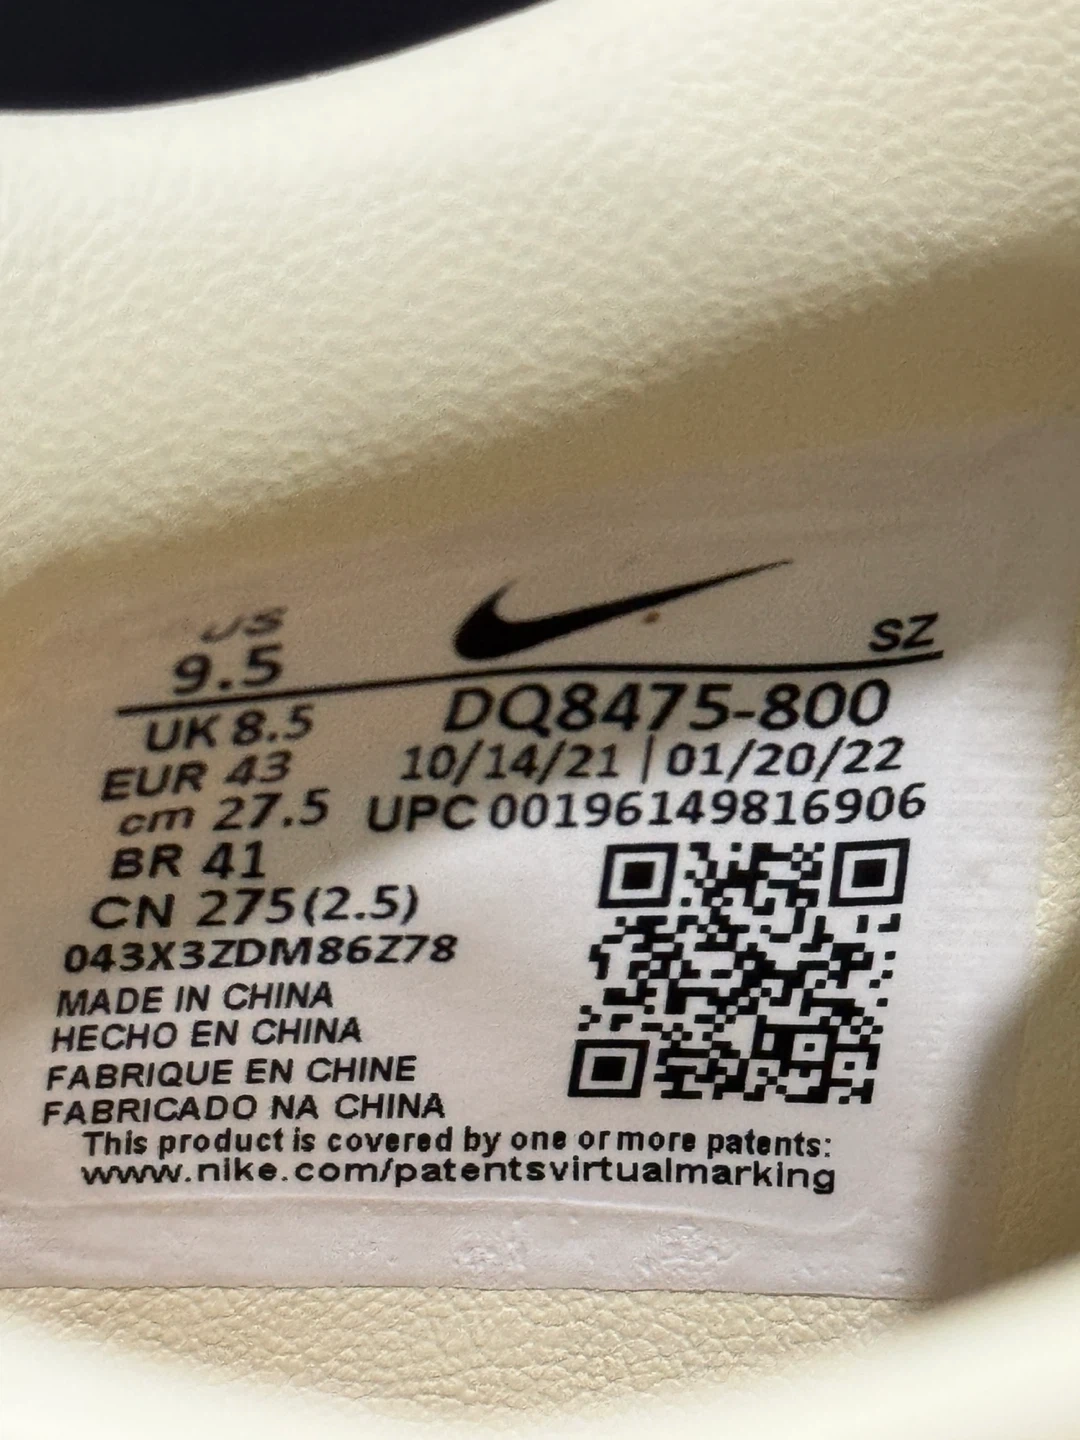 US
9.5
SZ
UK 8.5
DQ8475-800
EUR 43
10/14/21 | 01/20/22
cm 27.5
UPC 00196149816906
BR 41
CN 275(2.5)
043X3ZDM86Z78
MADE IN CHINA
HECHO EN CHINA
FABRIQUE EN CHINE
FABRICADO NA CHINA
This product is covered by one or more patents:
www.nike.com/patentsvirtualmarking